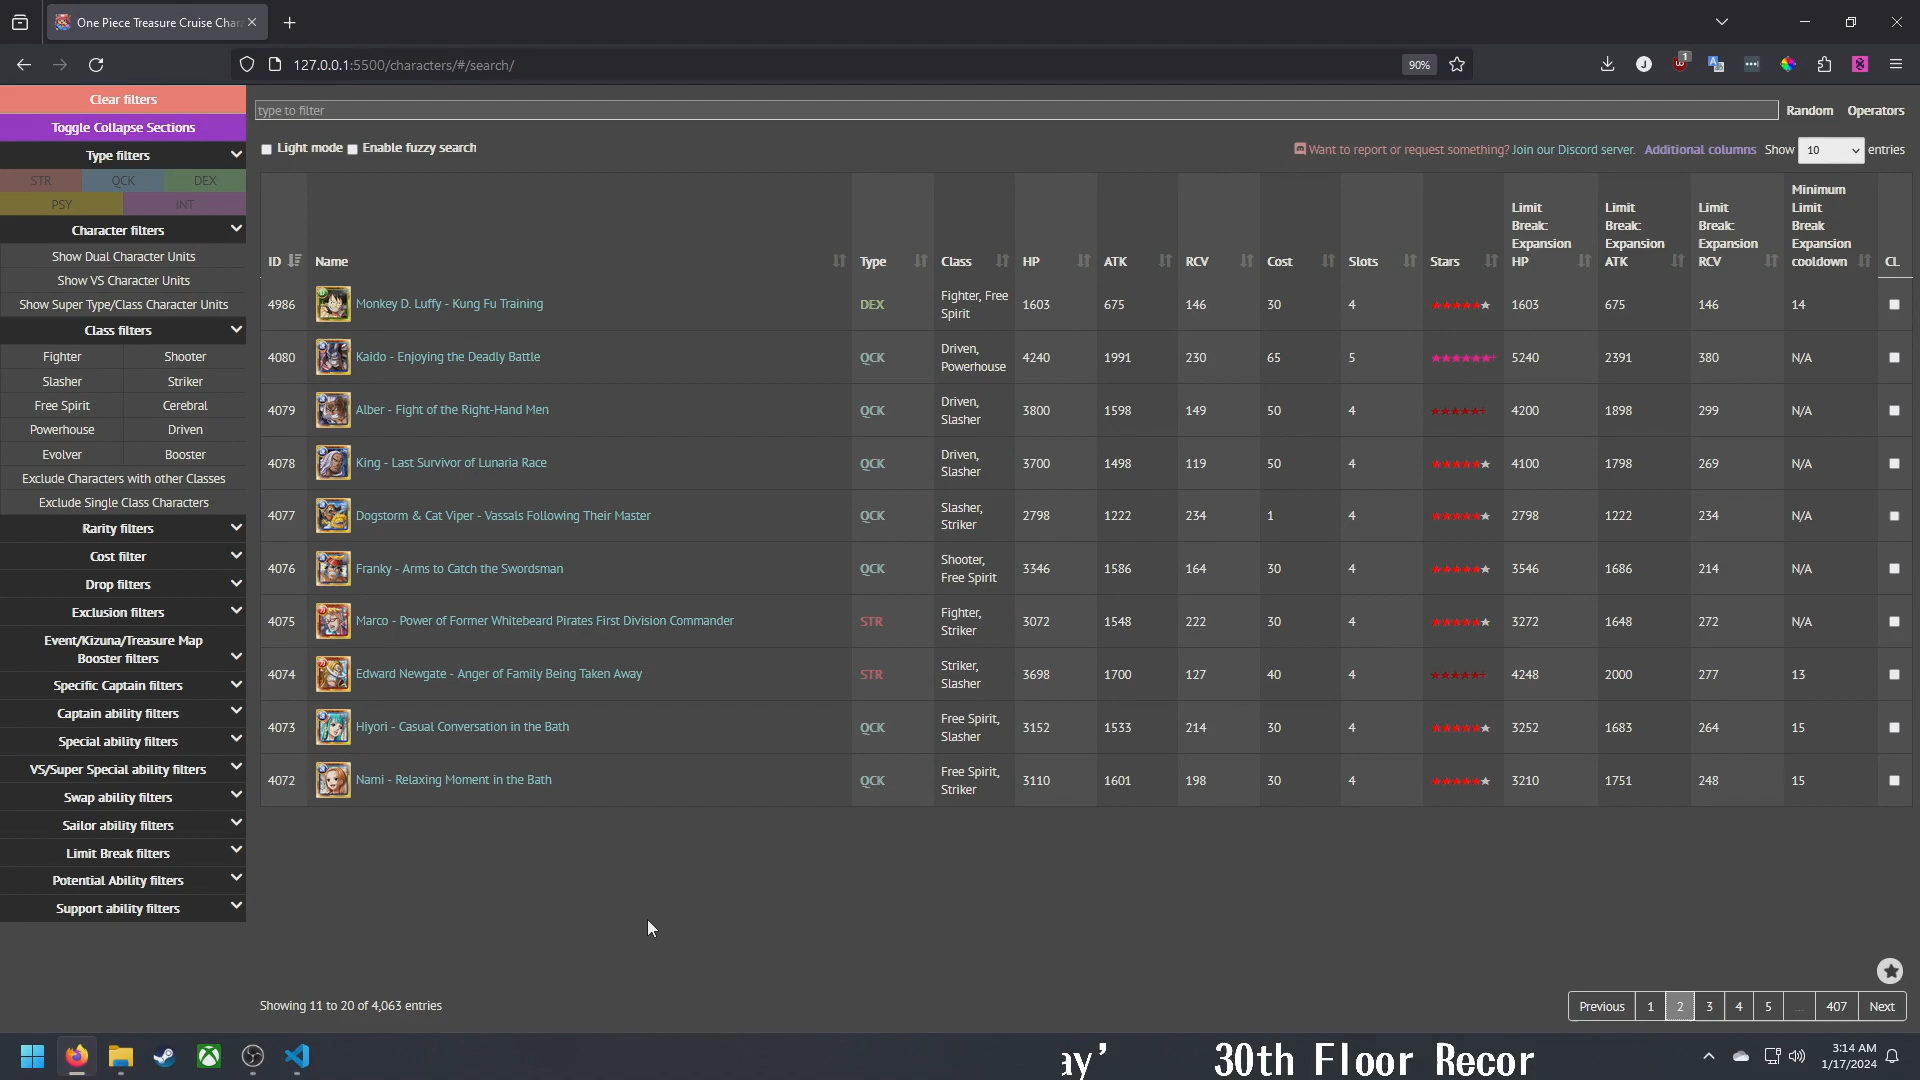 One Piece Treasure Cruise Char
127.0.0.1:5500/characters/#/search/
90%
J
1
Clear filters
Toggle Collapse Sections
Type filters
STR QCK DEX
PSY INT
Character filters
Show Dual Character Units
Show VS Character Units
Show Super Type/Class Character Units
Class filters
Fighter Shooter
Slasher Striker
Free Spirit Cerebral
Powerhouse Driven
Evolver Booster
Exclude Characters with other Classes
Exclude Single Class Characters
Rarity filters
Cost filter
Drop filters
Exclusion filters
Event/Kizuna/Treasure Map
Booster filters
Specific Captain filters
Captain ability filters
Special ability filters
VS/Super Special ability filters
Swap ability filters
Sailor ability filters
Limit Break filters
Potential Ability filters
Support ability filters
type to filter
Random Operators
Light mode Enable fuzzy search
Want to report or request something? Join our Discord server. Additional columns Show 10 entries
ID Name Type Class HP ATK RCV Cost Slots Stars Limit Break: Expansion HP Limit Break: Expansion ATK Limit Break: Expansion RCV Minimum Limit Break Expansion cooldown CL
4986 Monkey D. Luffy - Kung Fu Training DEX Fighter, Free Spirit 1603 675 146 30 4 ★★★★★★ 1603 675 146 14
4080 Kaido - Enjoying the Deadly Battle QCK Driven, Powerhouse 4240 1991 230 65 5 ★★★★★★+ 5240 2391 380 N/A
4079 Alber - Fight of the Right-Hand Men QCK Driven, Slasher 3800 1598 149 50 4 ★★★★★+ 4200 1898 299 N/A
4078 King - Last Survivor of Lunaria Race QCK Driven, Slasher 3700 1498 119 50 4 ★★★★★★ 4100 1798 269 N/A
4077 Dogstorm & Cat Viper - Vassals Following Their Master QCK Slasher, Striker 2798 1222 234 1 4 ★★★★★★ 2798 1222 234 N/A
4076 Franky - Arms to Catch the Swordsman QCK Shooter, Free Spirit 3346 1586 164 30 4 ★★★★★★ 3546 1686 214 N/A
4075 Marco - Power of Former Whitebeard Pirates First Division Commander STR Fighter, Striker 3072 1548 222 30 4 ★★★★★★ 3272 1648 272 N/A
4074 Edward Newgate - Anger of Family Being Taken Away STR Striker, Slasher 3698 1700 127 40 4 ★★★★★+ 4248 2000 277 13
4073 Hiyori - Casual Conversation in the Bath QCK Free Spirit, Slasher 3152 1533 214 30 4 ★★★★★★ 3252 1683 264 15
4072 Nami - Relaxing Moment in the Bath QCK Free Spirit, Striker 3110 1601 198 30 4 ★★★★★★ 3210 1751 248 15
Showing 11 to 20 of 4,063 entries
Previous 1 2 3 4 5 ... 407 Next
ay’ 30th Floor Recor
3:14 AM
1/17/2024